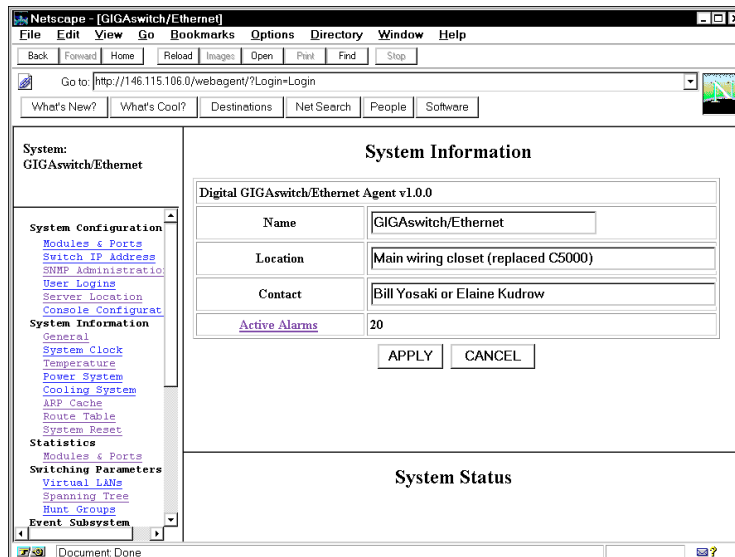 Netscape - [GIGAswitch/Ethernet]
File Edit View Go Bookmarks Options Directory Window Help
Back Forward Home Reload Images Open Print Find Stop
Go to: http://146.115.106.0/webagent/?Login=Login
What's New? What's Cool? Destinations Net Search People Software
System:
GIGAswitch/Ethernet
System Configuration
Modules & Ports
Switch IP Address
SNMP Administratio
User Logins
Server Location
Console Configurat
System Information
General
System Clock
Temperature
Power System
Cooling System
ARP Cache
Route Table
System Reset
Statistics
Modules & Ports
Switching Parameters
Virtual LANs
Spanning Tree
Hunt Groups
Event Subsystem
System Information
Digital GIGAswitch/Ethernet Agent v1.0.0
Name GIGAswitch/Ethernet
Location Main wiring closet (replaced C5000)
Contact Bill Yosaki or Elaine Kudrow
Active Alarms 20
APPLY CANCEL
System Status
Document: Done